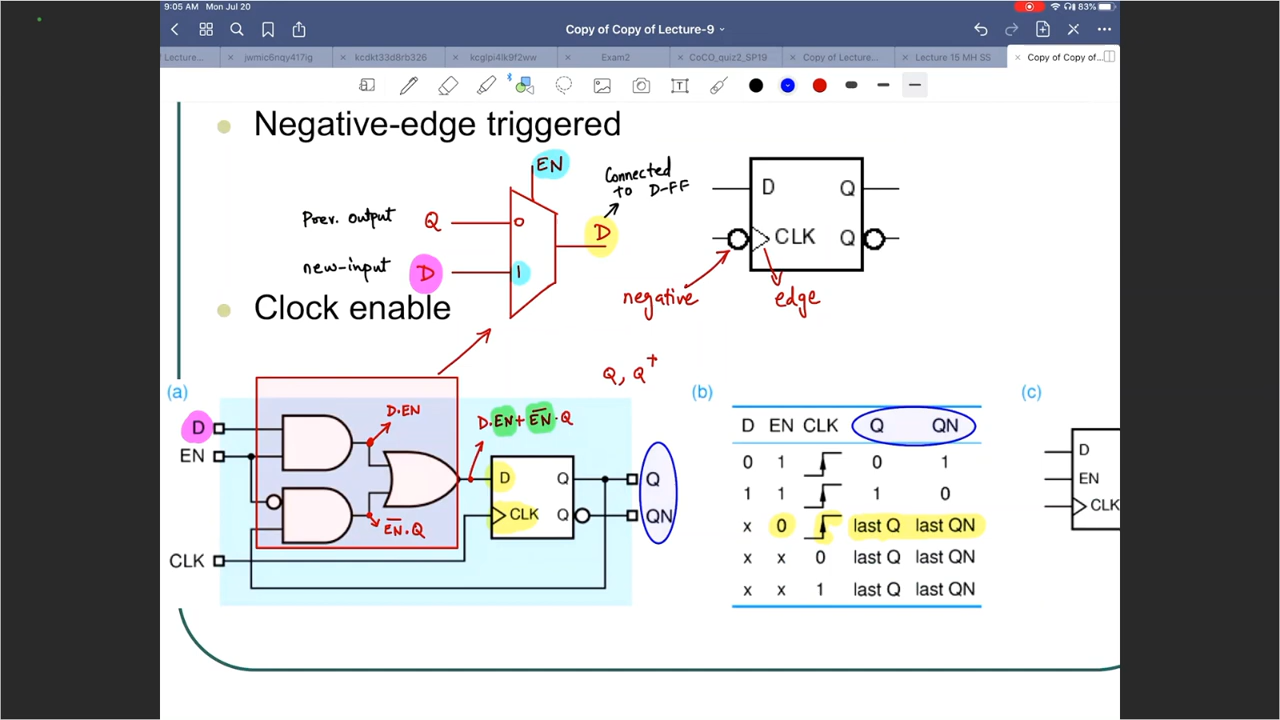 9:05 AM Mon Jul 20
83%
Copy of Copy of Lecture-9
Lecture...
jwmic6nqy417ig
kcdkt33d8rb326
kcglpi4lk9f2ww
Exam2
CoCO_quiz2_SP19
Copy of Lecture...
Lecture 15 MH SS
Copy of Copy of...
Negative-edge triggered
EN
Connected
to D-FF
Prev. output Q 0
D
new-input D 1
D Q
CLK Q
negative
edge
Clock enable
Q, Q+
(a)
D
EN
CLK
D·EN
E̅N̅·Q
D·EN + E̅N̅·Q
D Q
CLK Q
Q
QN
(b)
D EN CLK Q QN
0 1 0 1
1 1 1 0
x 0 last Q last QN
x x 0 last Q last QN
x x 1 last Q last QN
(c)
D
EN
CLK